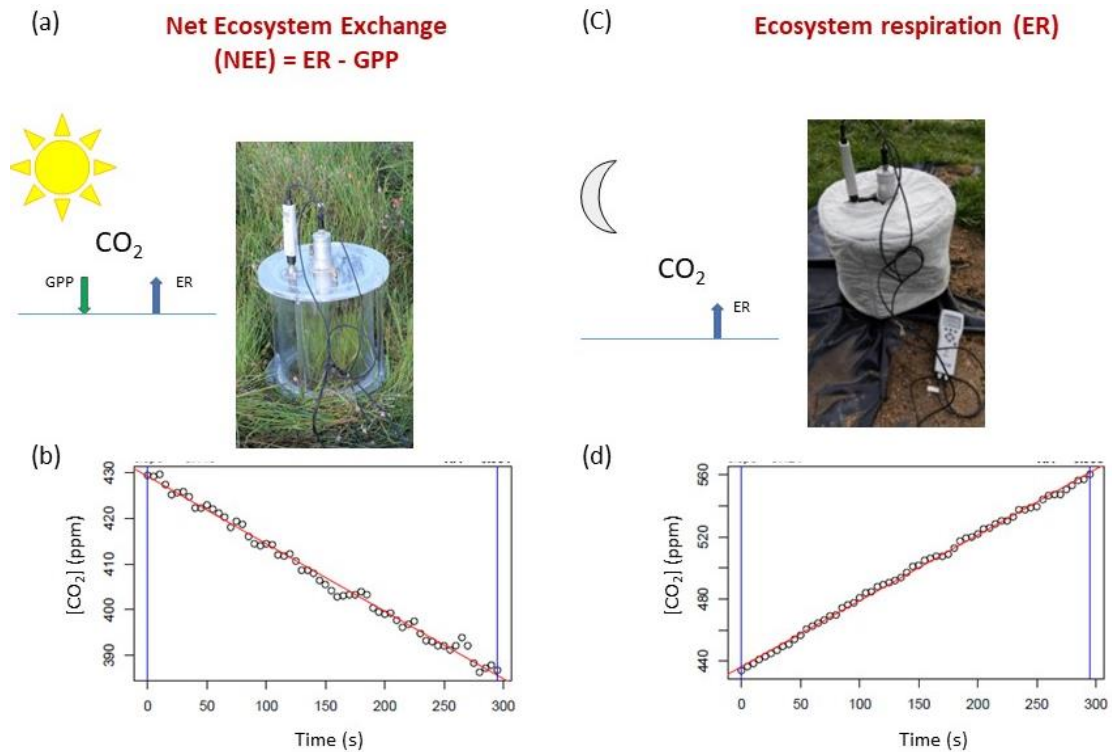 (a)
Net Ecosystem Exchange
(NEE) = ER - GPP
CO2
GPP
ER
(b)
430
420
410
400
390
[CO2] (ppm)
0 50 100 150 200 250 300
Time (s)
(C)
Ecosystem respiration (ER)
CO2
ER
(d)
560
520
480
440
[CO2] (ppm)
0 50 100 150 200 250 300
Time (s)